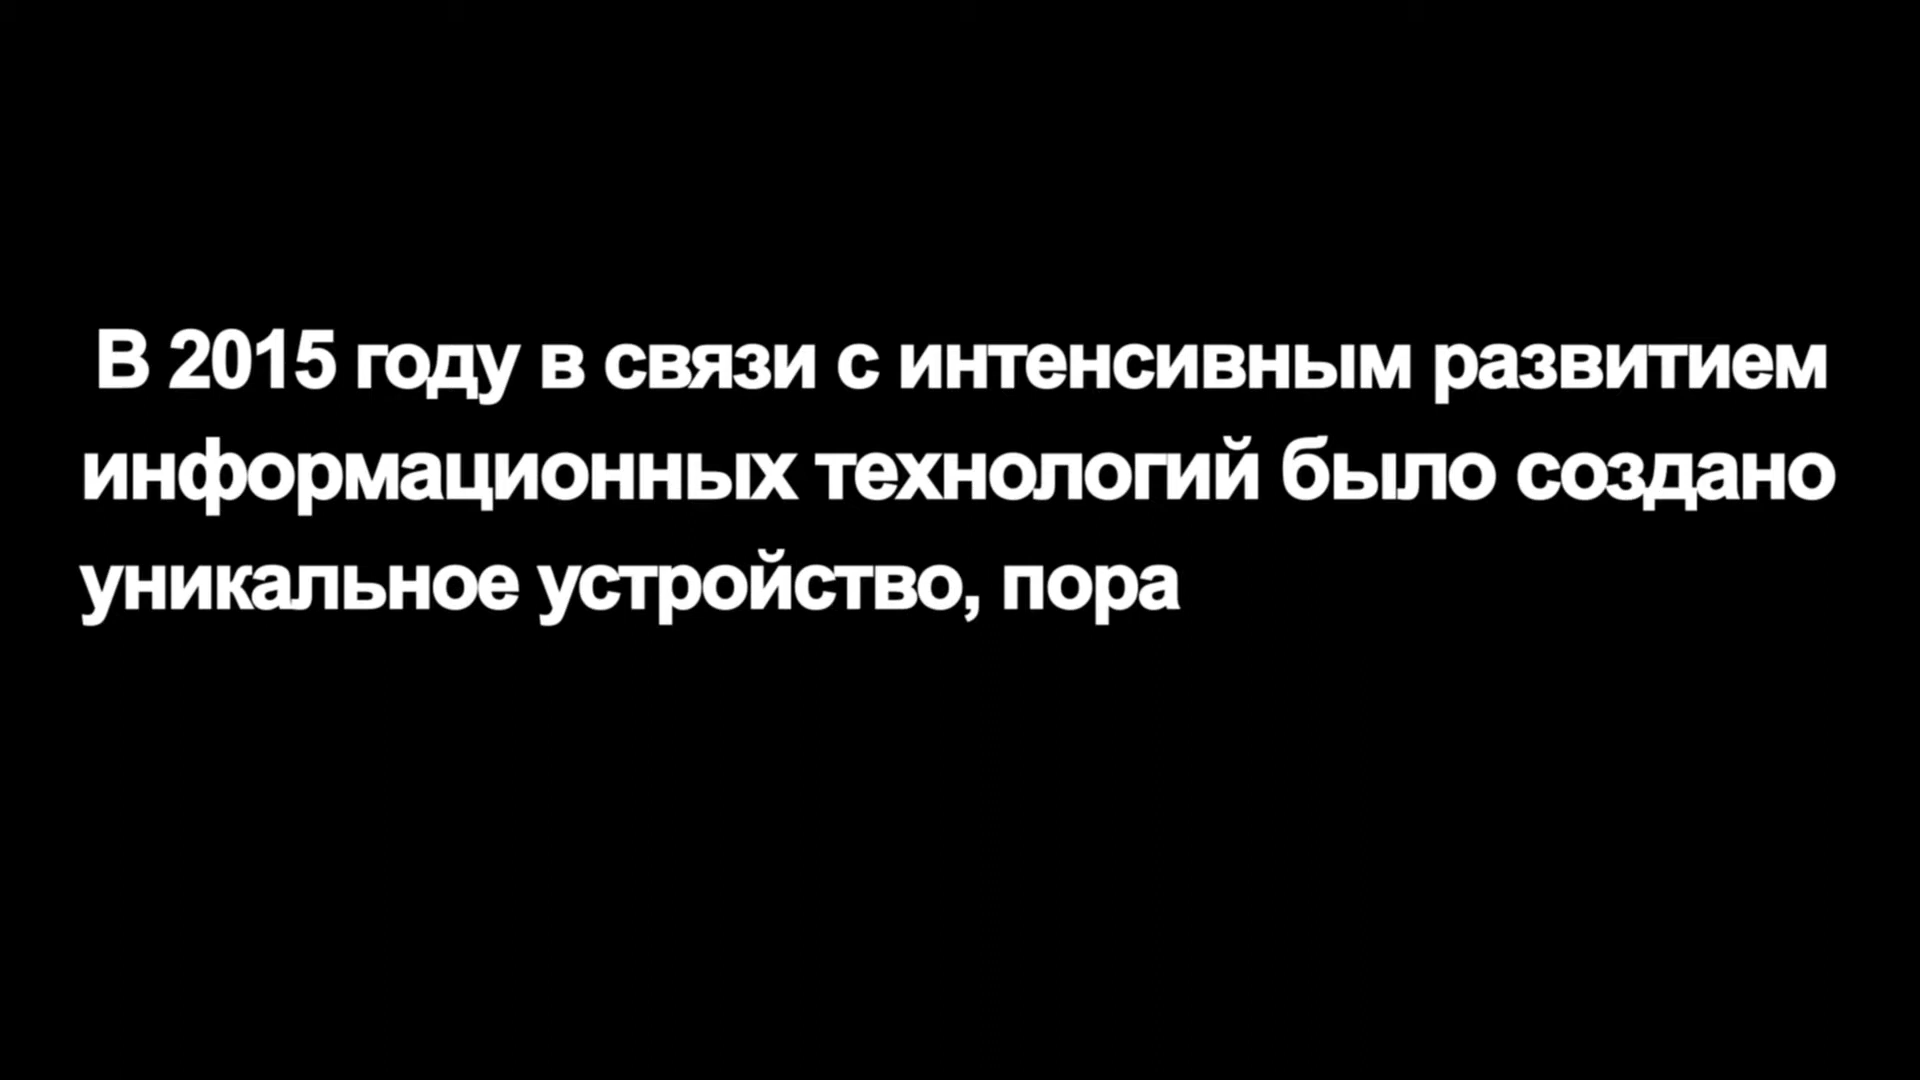 В 2015 году в связи с интенсивным развитием
информационных технологий было создано
уникальное устройство, пора